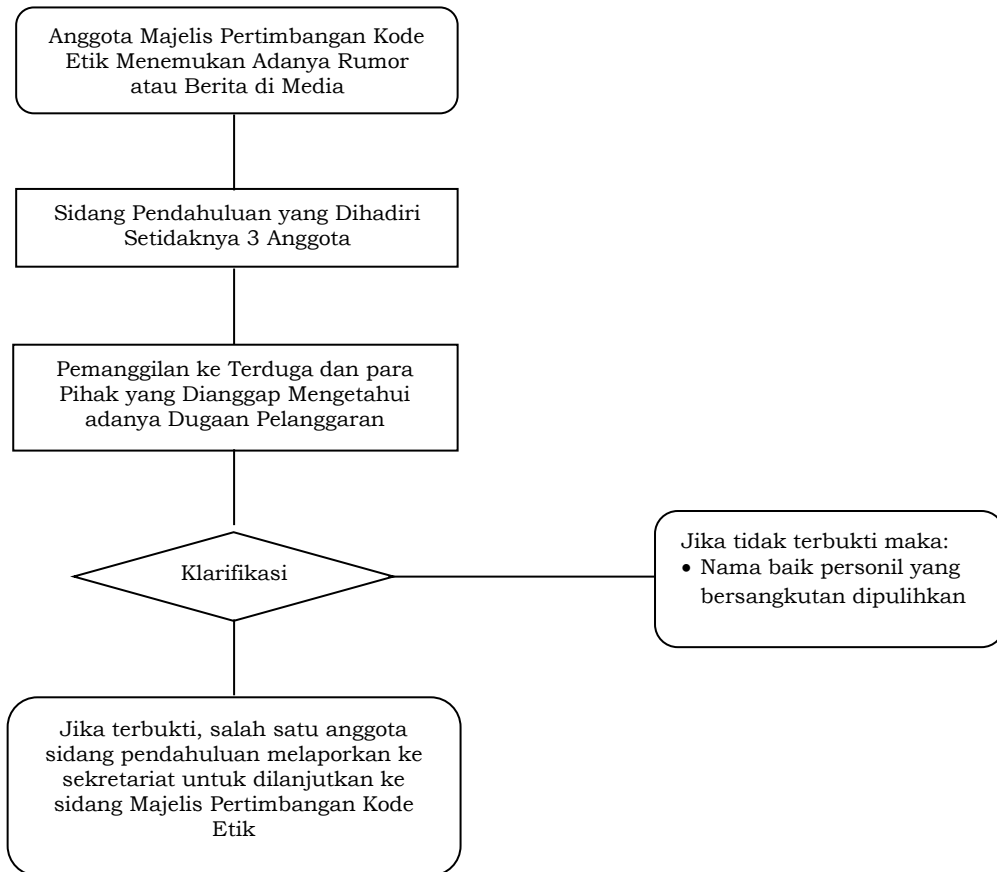 Anggota Majelis Pertimbangan Kode
Etik Menemukan Adanya Rumor
atau Berita di Media
Sidang Pendahuluan yang Dihadiri
Setidaknya 3 Anggota
Pemanggilan ke Terduga dan para
Pihak yang Dianggap Mengetahui
adanya Dugaan Pelanggaran
Klarifikasi
Jika tidak terbukti maka:
• Nama baik personil yang
bersangkutan dipulihkan
Jika terbukti, salah satu anggota
sidang pendahuluan melaporkan ke
sekretariat untuk dilanjutkan ke
sidang Majelis Pertimbangan Kode
Etik